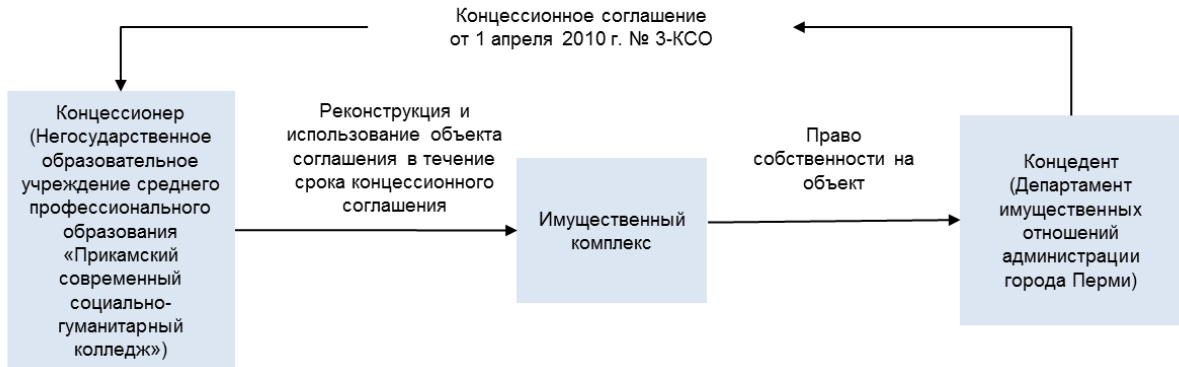 Концессионное соглашение
от 1 апреля 2010 г. № 3-КСО
Концессионер
(Негосударственное
образовательное
учреждение среднего
профессионального
образования
«Прикамский
современный
социально-
гуманитарный
колледж»)
Реконструкция и
использование объекта
соглашения в течение
срока концессионного
соглашения
Имущественный
комплекс
Право
собственности на
объект
Концедент
(Департамент
имущественных
отношений
администрации
города Перми)